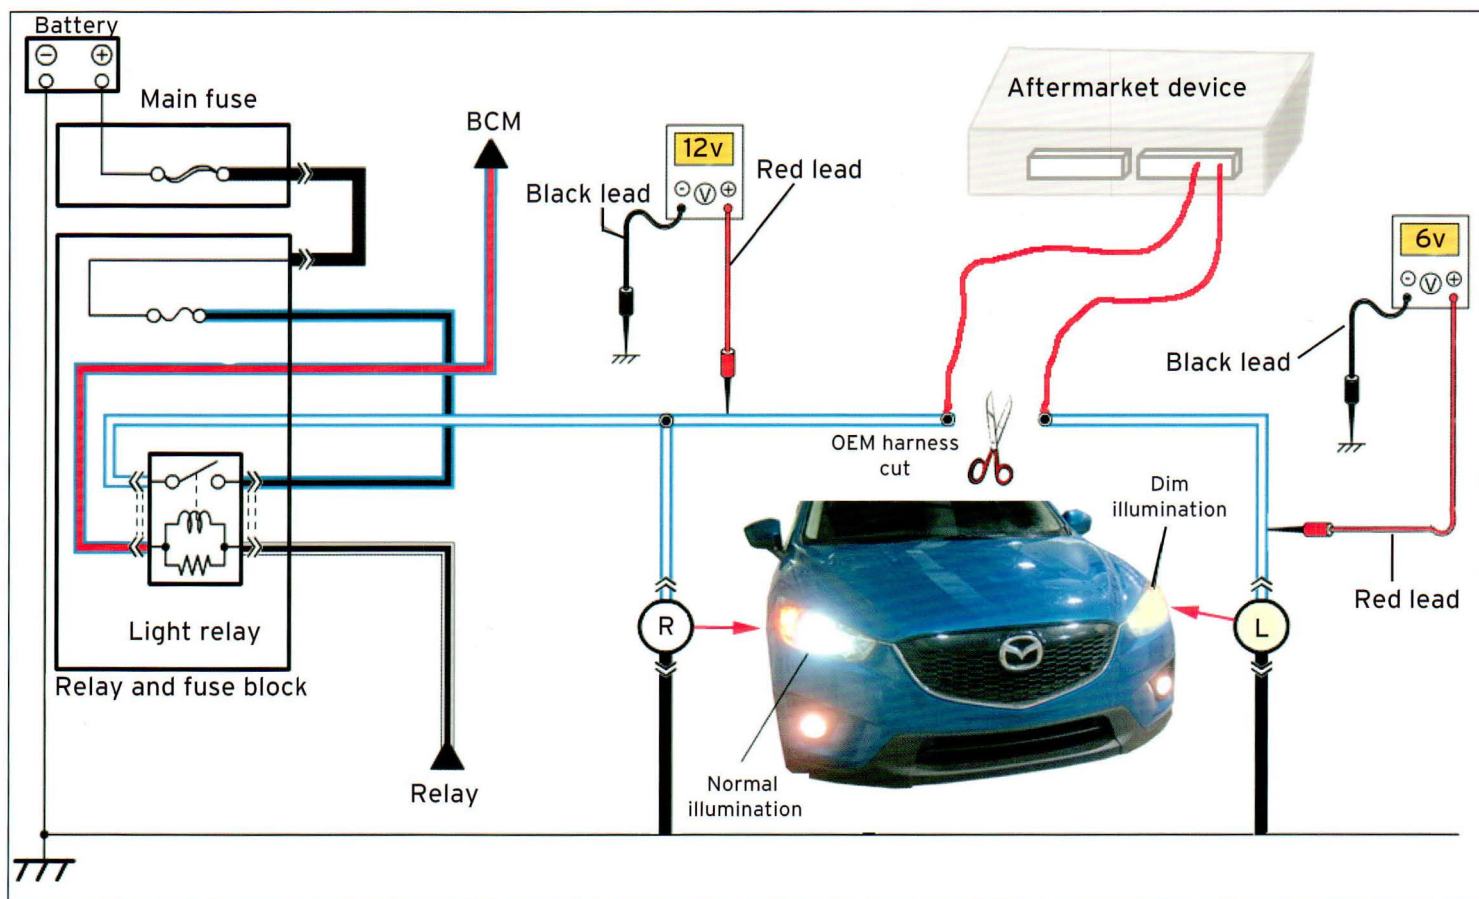 Battery
Main fuse
BCM
12v
V
Black lead
Red lead
Aftermarket device
6v
V
Black lead
Red lead
OEM harness
cut
Dim
illumination
R
L
Light relay
Relay and fuse block
Relay
Normal
illumination